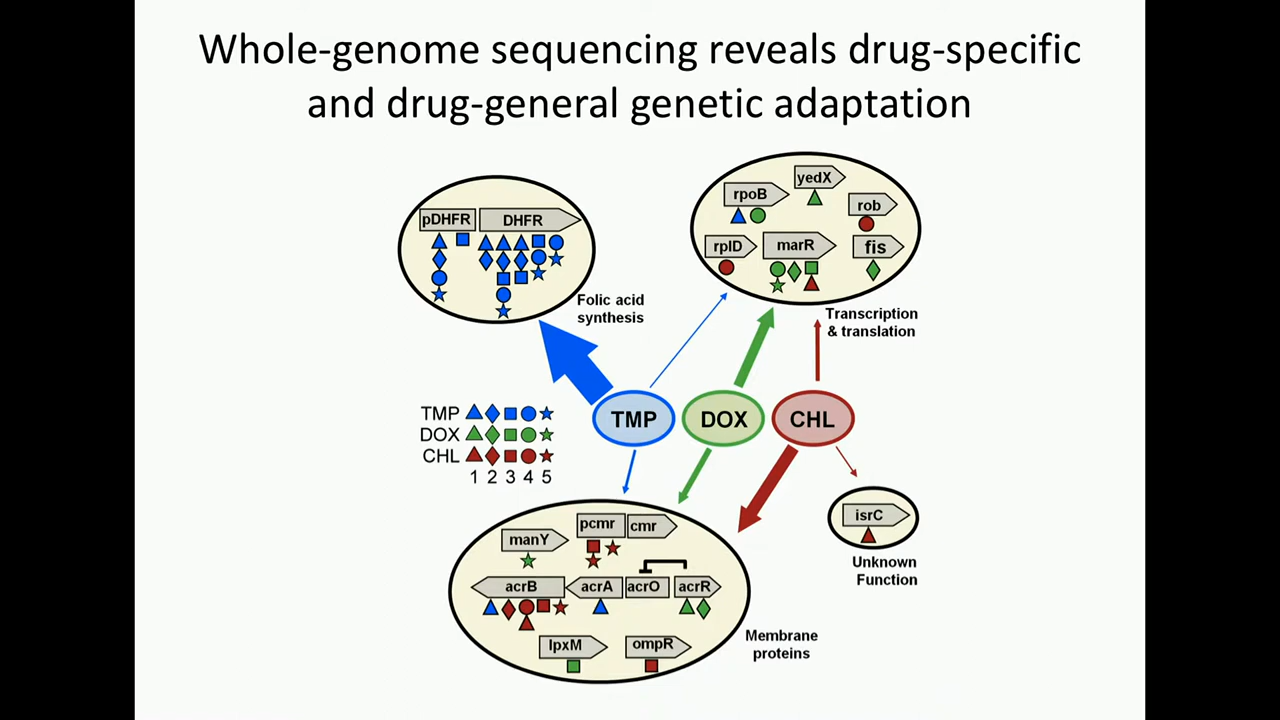 Whole-genome sequencing reveals drug-specific
and drug-general genetic adaptation
pDHFR DHFR
Folic acid
synthesis
yedX
rpoB
rob
rplD marR fis
Transcription
& translation
TMP DOX CHL
TMP
DOX
CHL
1 2 3 4 5
pcmr cmr
manY
acrB acrA acrO acrR
lpxM ompR
Membrane
proteins
isrC
Unknown
Function